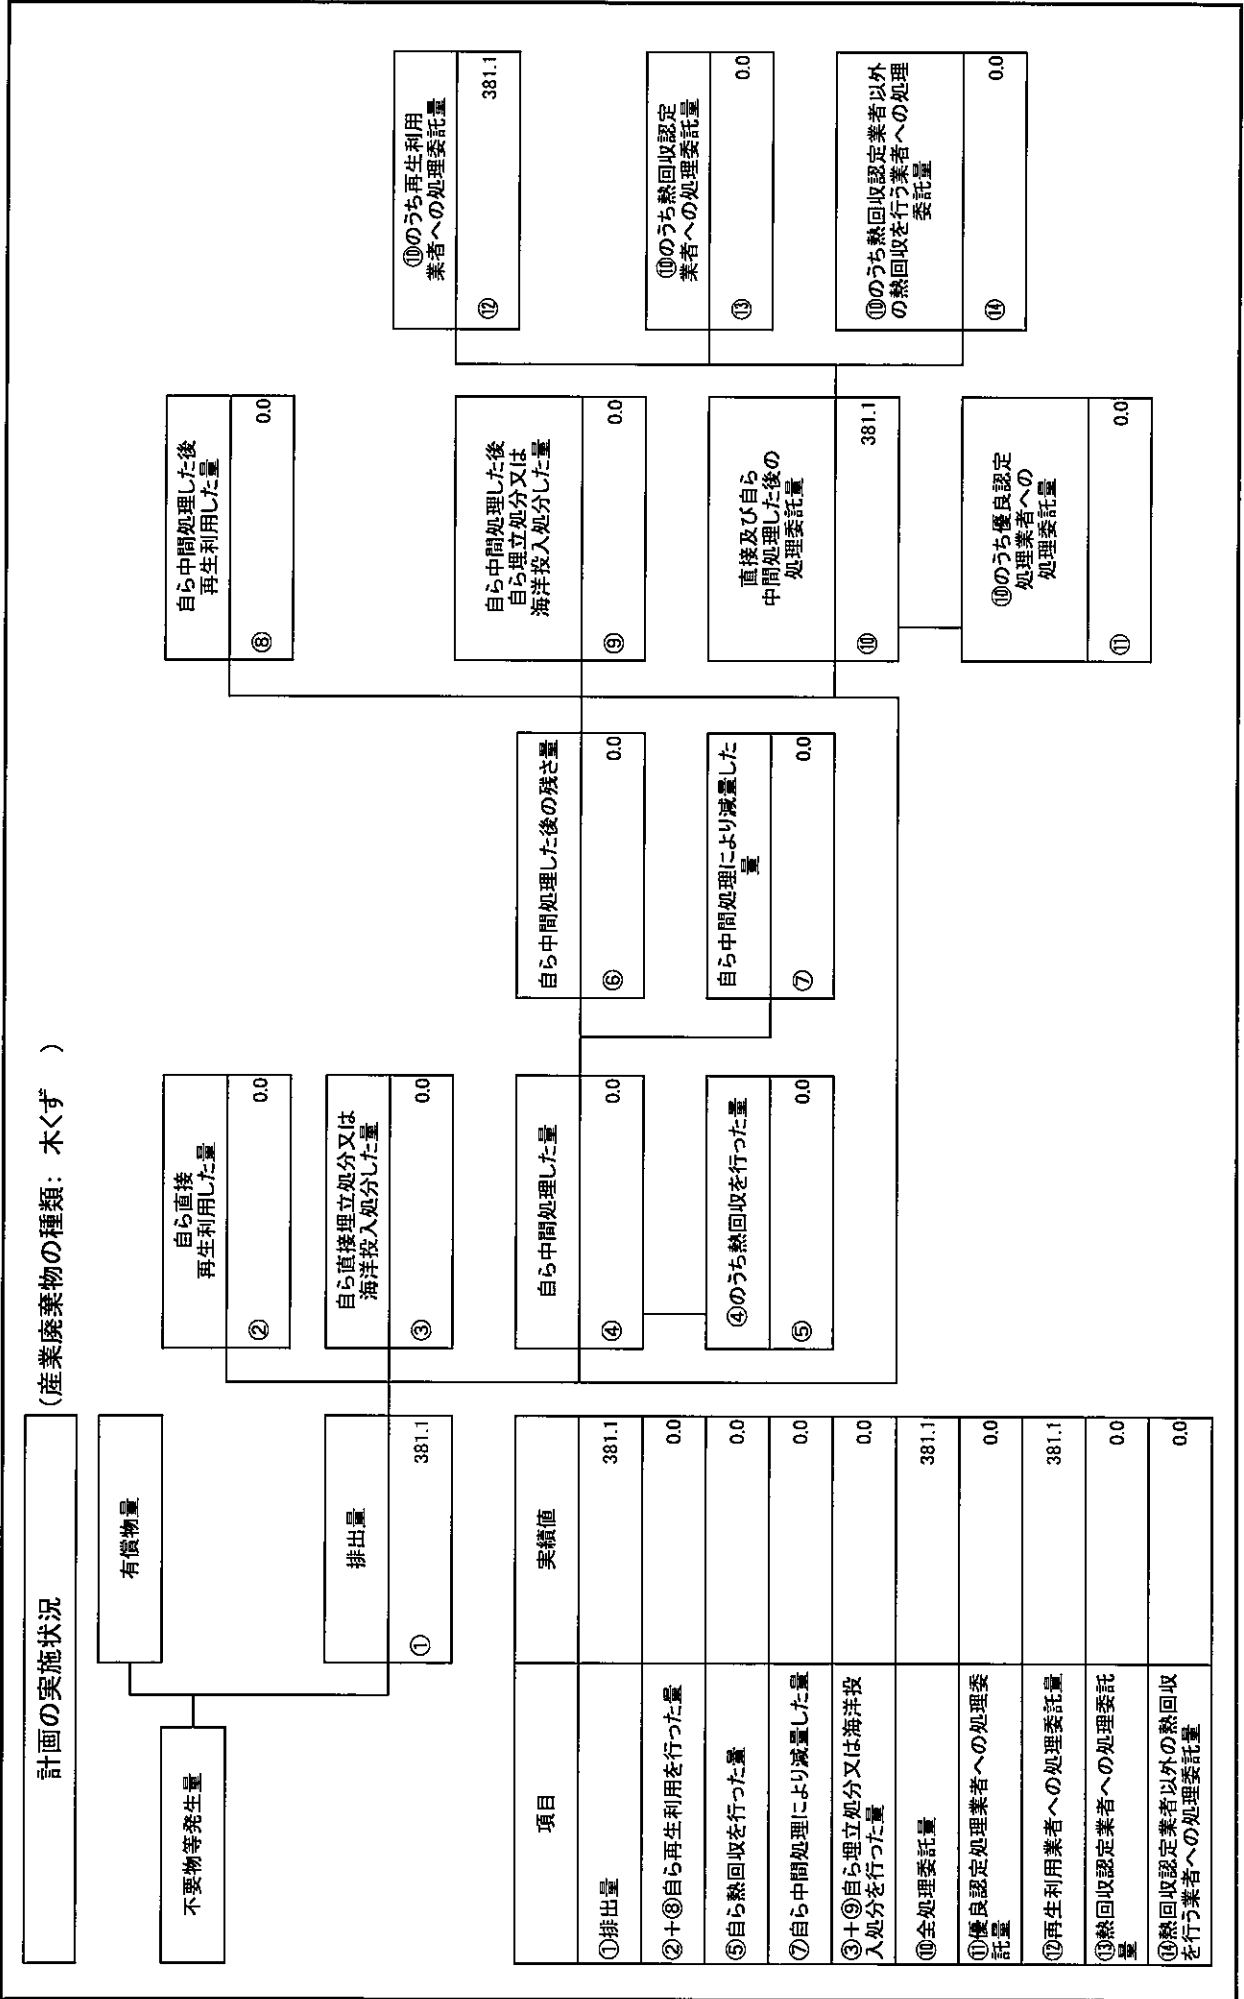 計画の実施状況
(産業廃棄物の種類： 木くず )
不要物等発生量
有償物量
排出量
① 381.1
自ら直接
再生利用した量
② 0.0
自ら直接埋立処分又は
海洋投入処分した量
③ 0.0
自ら中間処理した量
④ 0.0
④のうち熱回収を行った量
⑤ 0.0
自ら中間処理した後の残さ量
⑥ 0.0
自ら中間処理により減量した
量
⑦ 0.0
自ら中間処理した後
再生利用した量
⑧ 0.0
自ら中間処理した後
自ら埋立処分又は
海洋投入処分した量
⑨ 0.0
直接及び自ら
中間処理した後の
処理委託量
⑩ 381.1
⑩のうち優良認定
処理業者への
処理委託量
⑪ 0.0
⑩のうち再生利用
業者への処理委託量
⑫ 381.1
⑩のうち熱回収認定
業者への処理委託量
⑬ 0.0
⑩のうち熱回収認定業者以外
の熱回収を行う業者への処理
委託量
⑭ 0.0
項目 実績値
①排出量 381.1
②+⑧自ら再生利用を行った量 0.0
⑤自ら熱回収を行った量 0.0
⑦自ら中間処理により減量した量 0.0
③+⑨自ら埋立処分又は海洋投
入処分を行った量 0.0
⑩全処理委託量 381.1
⑪優良認定処理業者への処理委
託量 0.0
⑫再生利用業者への処理委託量 381.1
⑬熱回収認定業者への処理委託
量 0.0
⑭熱回収認定業者以外の熱回収
を行う業者への処理委託量 0.0